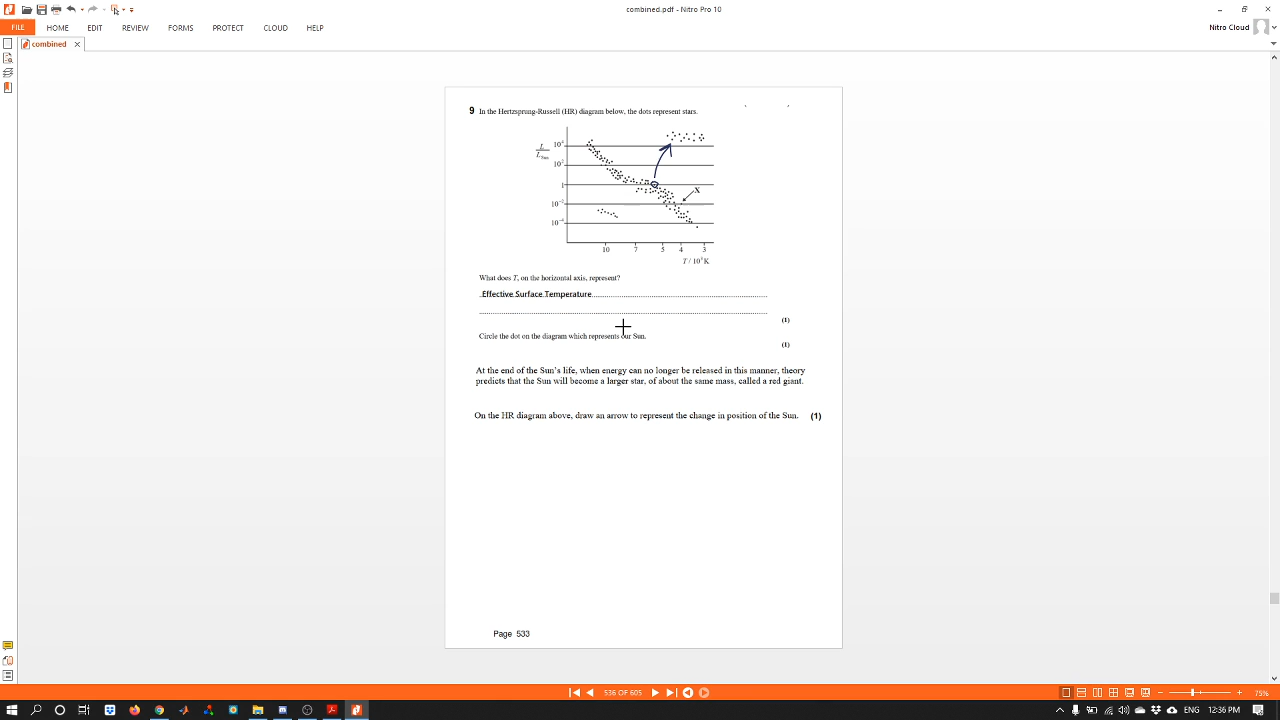 combined.pdf - Nitro Pro 10
FILE
HOME
EDIT
REVIEW
FORMS
PROTECT
CLOUD
HELP
Nitro Cloud
combined
9 In the Hertzsprung-Russell (HR) diagram below, the dots represent stars.
L
L Sun
10⁴
10²
1
10⁻²
10⁻⁴
X
10 7 5 4 3
T / 10³ K
What does T, on the horizontal axis, represent?
Effective Surface Temperature
(1)
Circle the dot on the diagram which represents our Sun.
(1)
At the end of the Sun's life, when energy can no longer be released in this manner, theory
predicts that the Sun will become a larger star, of about the same mass, called a red giant.
On the HR diagram above, draw an arrow to represent the change in position of the Sun. (1)
Page 533
536 OF 605
75%
ENG
12:36 PM